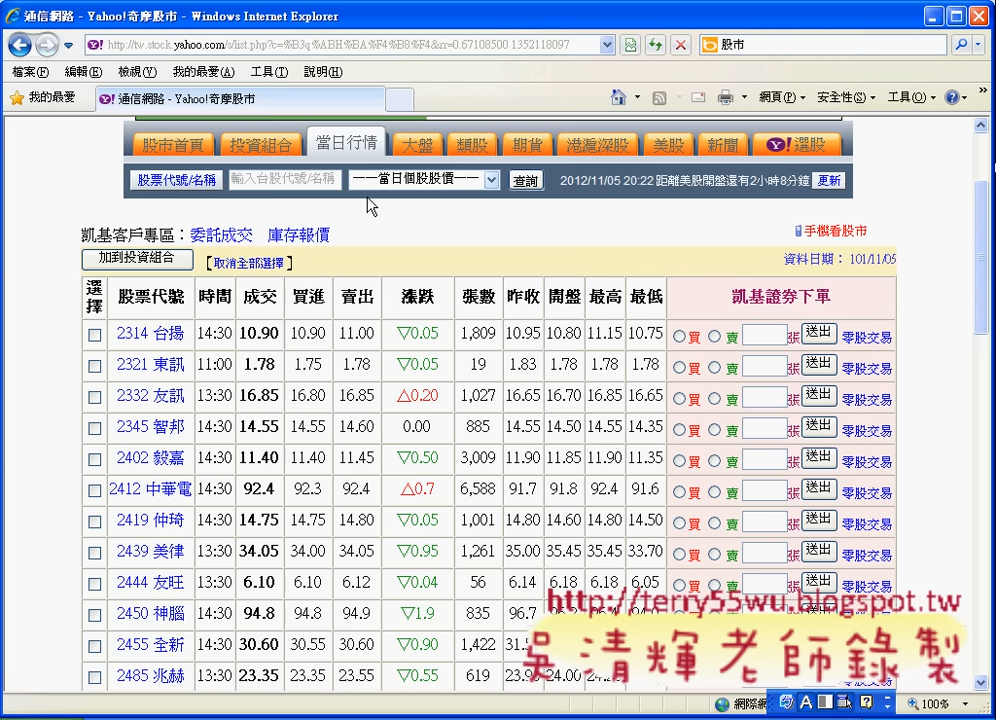 通信網路 - Yahoo!奇摩股市 - Windows Internet Explorer
http://tw.stock.yahoo.com/s/list.php?c=%B3q%ABH%BA%F4%B8%F4&rr=0.67108500 1352118097 股市
檔案(F) 編輯(E) 檢視(V) 我的最愛(A) 工具(T) 說明(H)
我的最愛 通信網路 - Yahoo!奇摩股市 網頁(P) 安全性(S) 工具(O)
股市首頁 投資組合 當日行情 大盤 類股 期貨 港滬深股 美股 新聞 Y!選股
股票代號/名稱 輸入台股代號/名稱 ——當日個股股價—— 查詢 2012/11/05 20:22 距離美股開盤還有2小時8分鐘 更新
凱基客戶專區：委託成交 庫存報價 手機看股市
加到投資組合 【取消全部選擇】 資料日期： 101/11/05
選擇 股票代號 時間 成交 買進 賣出 漲跌 張數 昨收 開盤 最高 最低 凱基證券下單
2314 台揚 14:30 10.90 10.90 11.00 ▽0.05 1,809 10.95 10.80 11.15 10.75 買 賣 張 送出 零股交易
2321 東訊 11:00 1.78 1.75 1.78 ▽0.05 19 1.83 1.78 1.78 1.78 買 賣 張 送出 零股交易
2332 友訊 13:30 16.85 16.80 16.85 △0.20 1,027 16.65 16.70 16.85 16.65 買 賣 張 送出 零股交易
2345 智邦 14:30 14.55 14.55 14.60 0.00 885 14.55 14.50 14.55 14.35 買 賣 張 送出 零股交易
2402 毅嘉 14:30 11.40 11.40 11.45 ▽0.50 3,009 11.90 11.85 11.90 11.35 買 賣 張 送出 零股交易
2412 中華電 14:30 92.4 92.3 92.4 △0.7 6,588 91.7 91.8 92.4 91.6 買 賣 張 送出 零股交易
2419 仲琦 14:30 14.75 14.75 14.80 ▽0.05 1,001 14.80 14.60 14.80 14.50 買 賣 張 送出 零股交易
2439 美律 13:30 34.05 34.00 34.05 ▽0.95 1,261 35.00 35.45 35.45 33.70 買 賣 張 送出 零股交易
2444 友旺 13:30 6.10 6.10 6.12 ▽0.04 56 6.14 6.18 6.18 6.05 買 賣 張 送出 零股交易
2450 神腦 14:30 94.8 94.8 94.9 ▽1.9 835 96.7
http://terry55wu.blogspot.tw
2455 全新 14:30 30.60 30.55 30.60 ▽0.90 1,422
吳清輝老師錄製
2485 兆赫 14:30 23.35 23.35 23.55 ▽0.55 619
100%